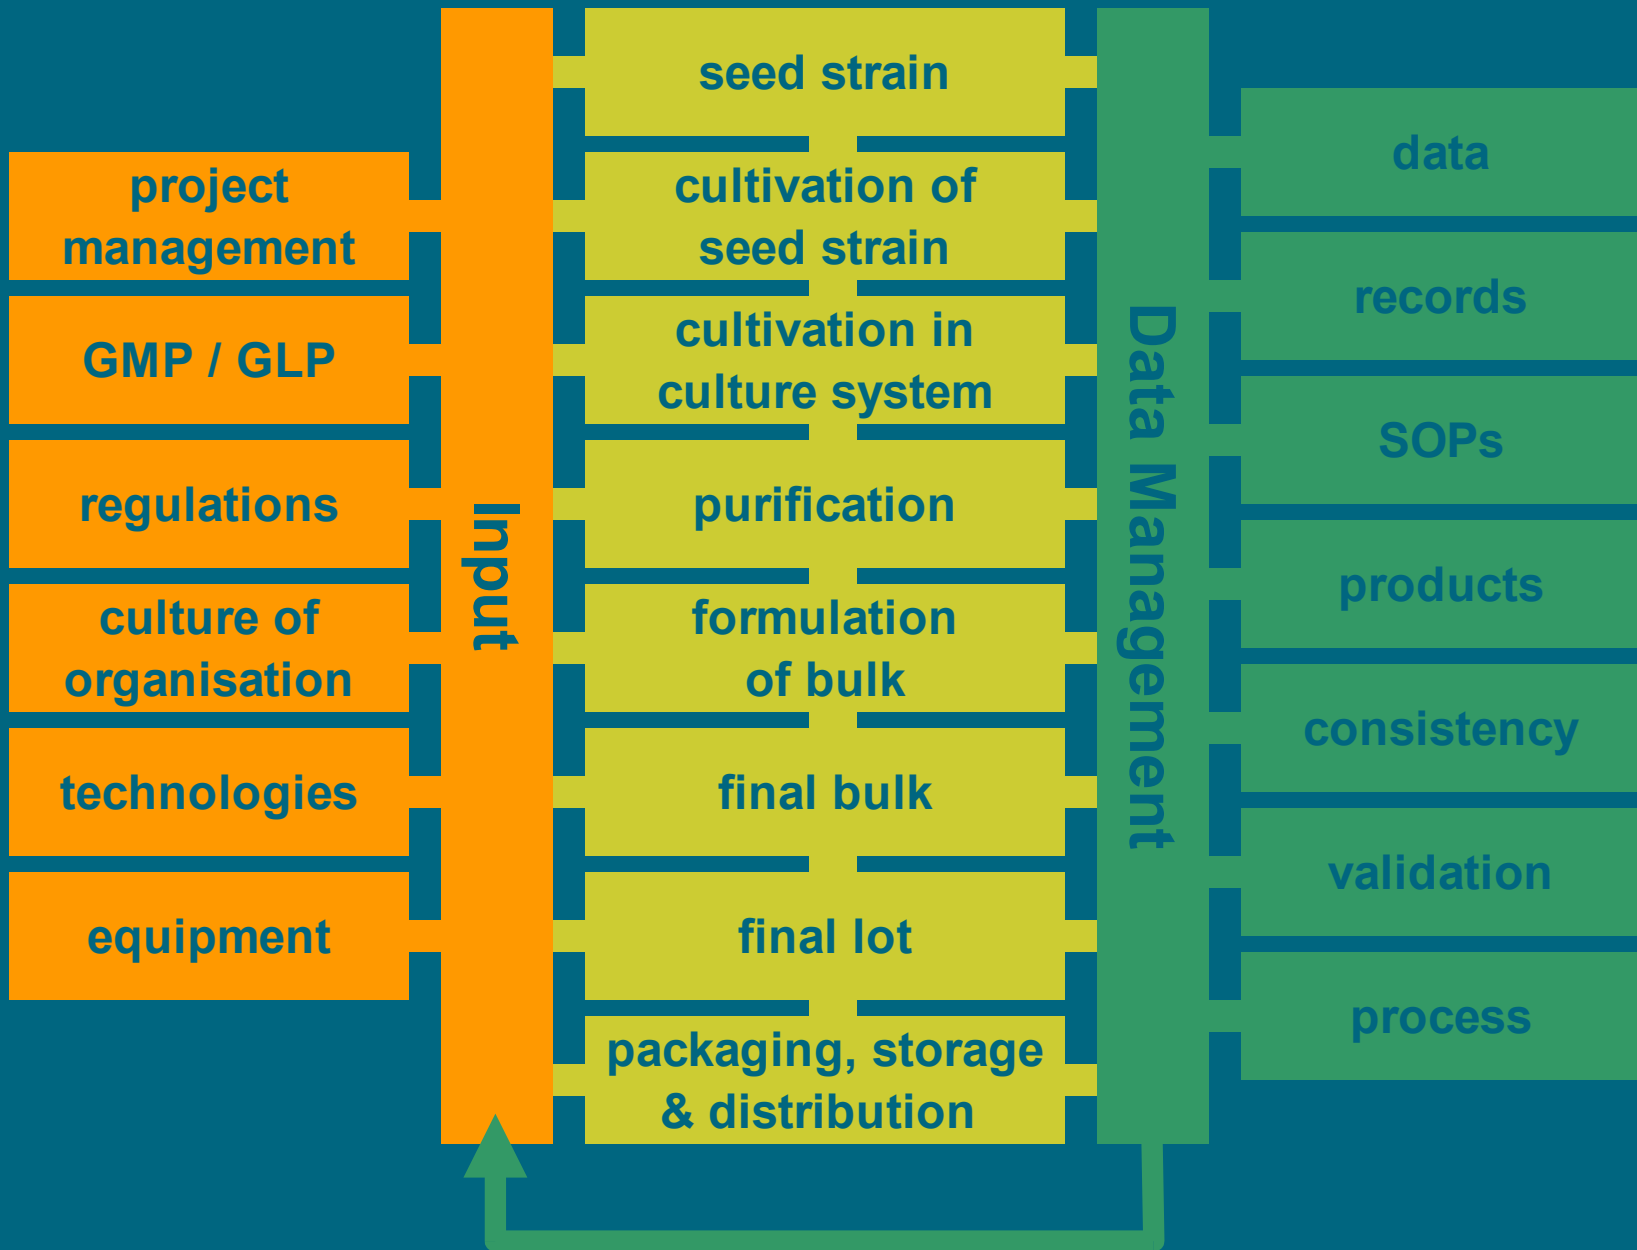 project
management
GMP / GLP
regulations
culture of
organisation
technologies
equipment
Input
seed strain
cultivation of
seed strain
cultivation in
culture system
purification
formulation
of bulk
final bulk
final lot
packaging, storage
& distribution
Data Management
data
records
SOPs
products
consistency
validation
process